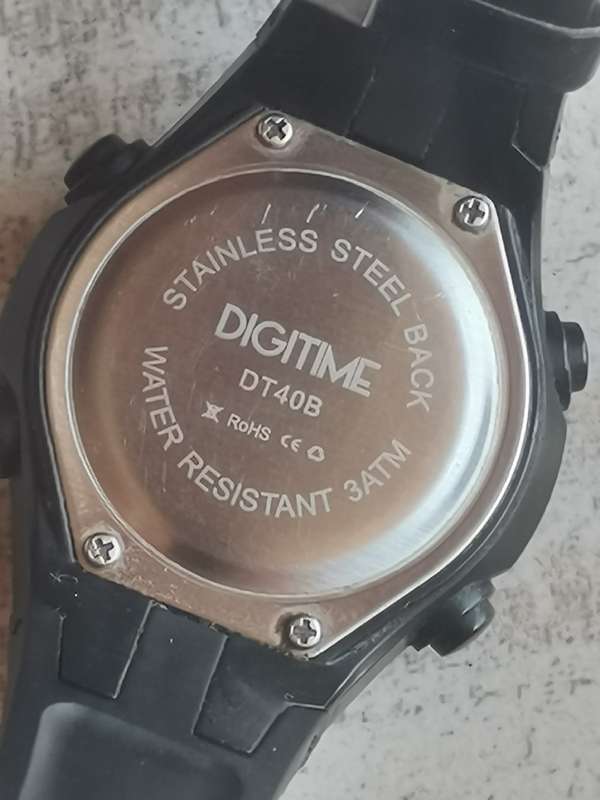 STAINLESS STEEL BACK
DIGITIME
DT40B
RoHS CE
WATER RESISTANT 3ATM